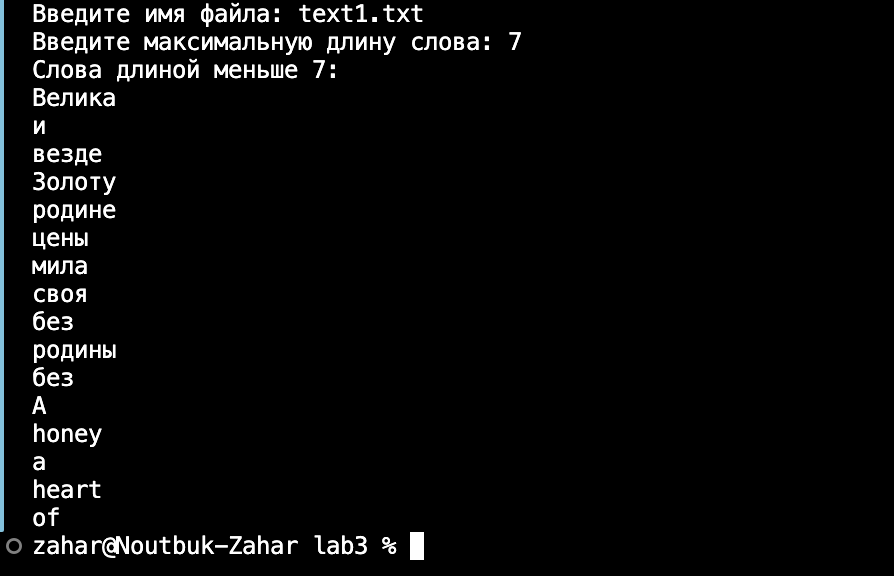 Введите имя файла: text1.txt
Введите максимальную длину слова: 7
Слова длиной меньше 7:
Велика
и
везде
Золоту
родине
цены
мила
своя
без
родины
без
A
honey
a
heart
of
zahar@Noutbuk-Zahar lab3 %